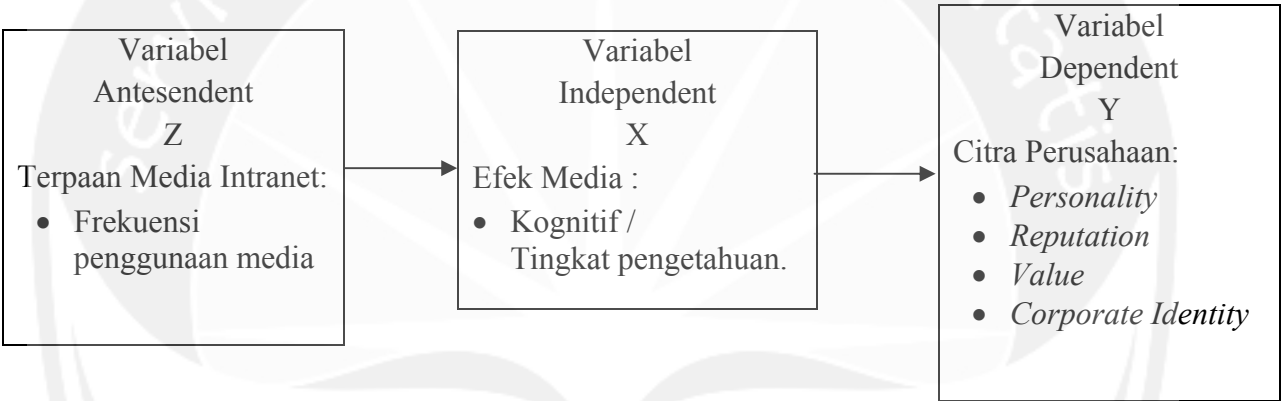 Variabel
Antesendent
Z
Terpaan Media Intranet:
• Frekuensi
penggunaan media
Variabel
Independent
X
Efek Media :
• Kognitif /
Tingkat pengetahuan.
Variabel
Dependent
Y
Citra Perusahaan:
• Personality
• Reputation
• Value
• Corporate Identity